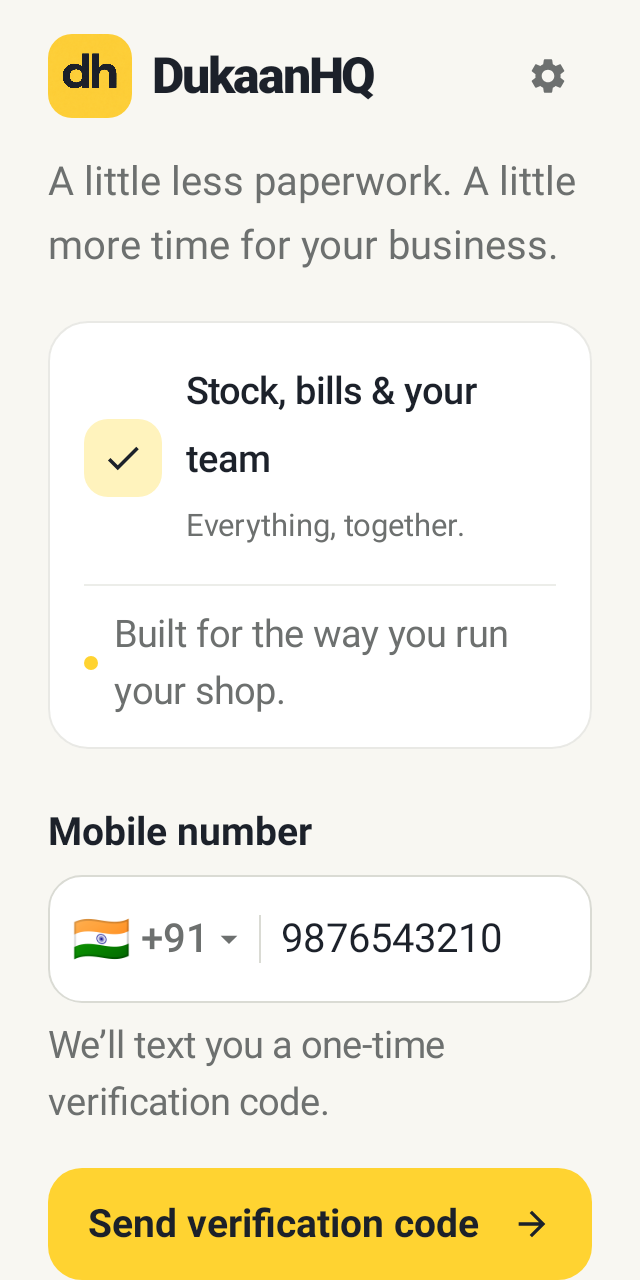 dh DukaanHQ
A little less paperwork. A little
more time for your business.
Stock, bills & your
team
Everything, together.
Built for the way you run
your shop.
Mobile number
+91 9876543210
We’ll text you a one-time
verification code.
Send verification code →